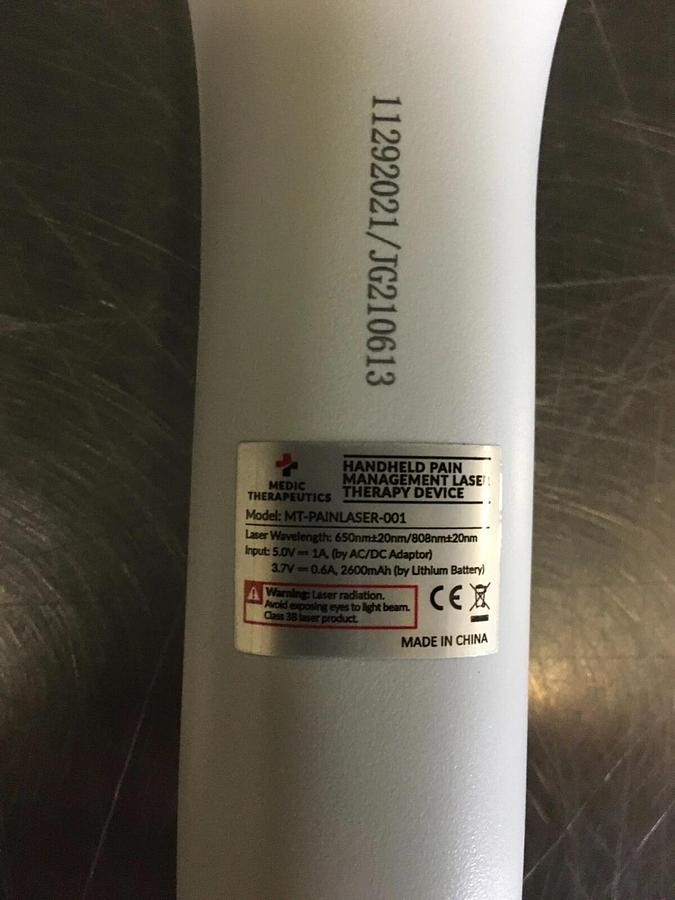 11292021/JG210613
MEDIC
THERAPEUTICS
HANDHELD PAIN
MANAGEMENT LASER
THERAPY DEVICE
Model: MT-PAINLASER-001
Laser Wavelength: 650nm±20nm/808nm±20nm
Input: 5.0V⎓1A, (by AC/DC Adaptor)
3.7V⎓0.6A, 2600mAh (by Lthium Battery)
Warning: Laser radiation.
Avoid exposing eyes to light beam.
Class 3B laser product.
CE
MADE IN CHINA